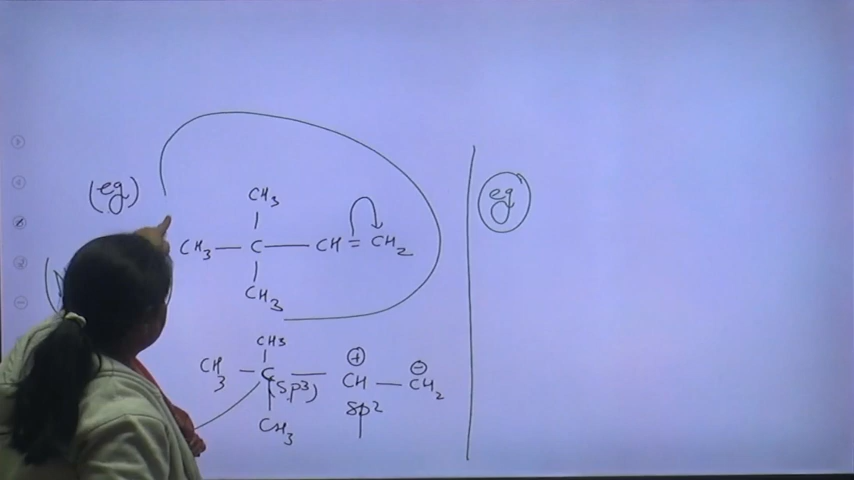 (eg)
CH3
CH3 — C — CH = CH2
CH3
eg
CH3
CH3 — C — CH — CH2
(sp3)
⊕
⊖
sp2
CH3